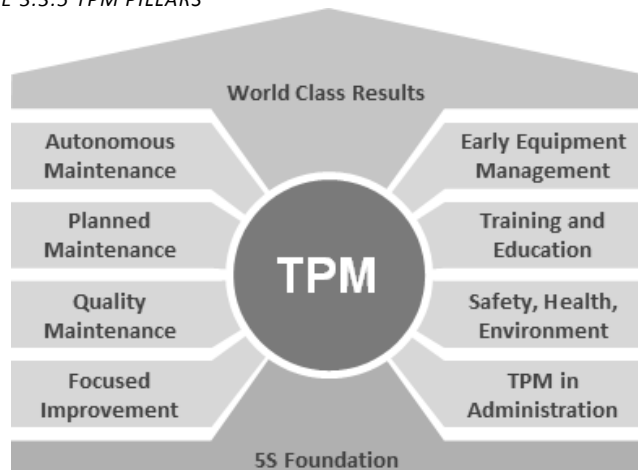 3.3.5 TPM PILLARS
World Class Results
Autonomous
Maintenance
Early Equipment
Management
Planned
Maintenance
Training and
Education
TPM
Quality
Maintenance
Safety, Health,
Environment
Focused
Improvement
TPM in
Administration
5S Foundation